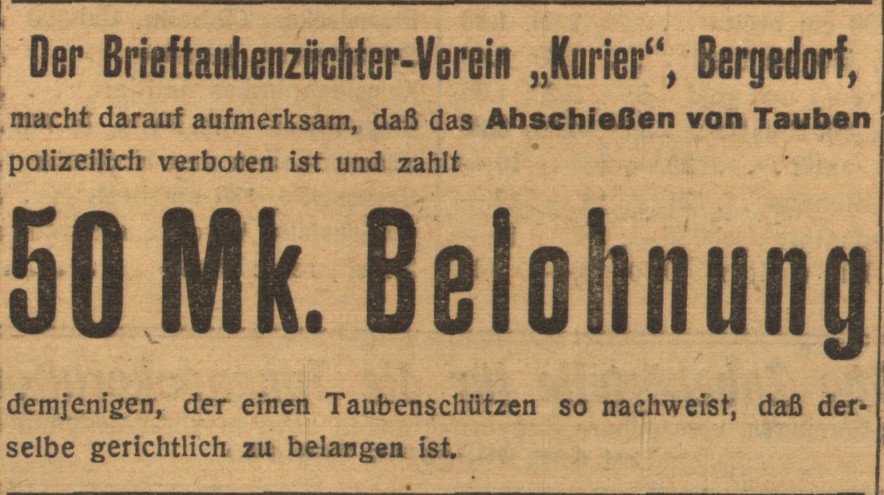 Der Brieftaubenzüchter-Verein „Kurier“, Bergedorf,
macht darauf aufmerksam, daß das Abschießen von Tauben
polizeilich verboten ist und zahlt
50 Mk. Belohnung
demjenigen, der einen Taubenschützen so nachweist, daß der-
selbe gerichtlich zu belangen ist.